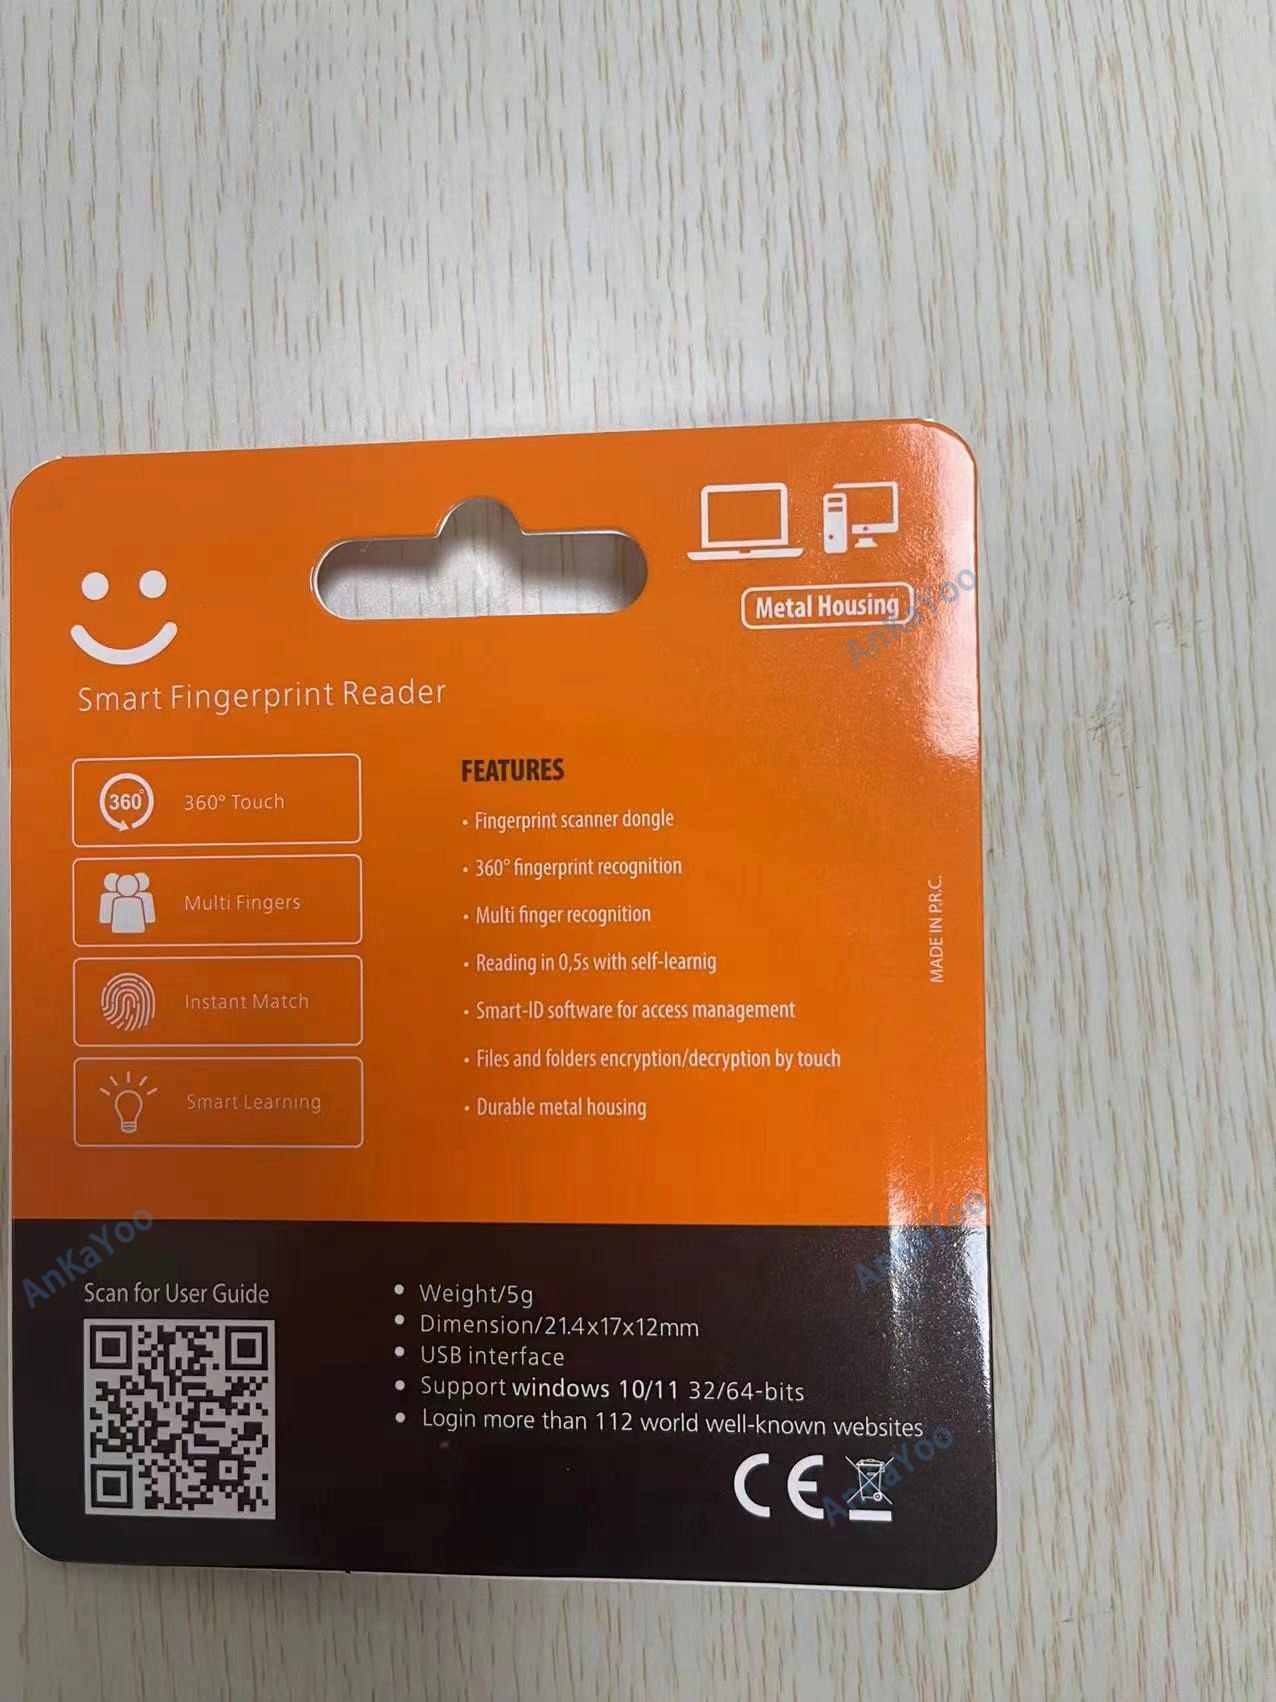 Metal Housing
Smart Fingerprint Reader
360°
360° Touch
Multi Fingers
Instant Match
Smart Learning
FEATURES
• Fingerprint scanner dongle
• 360° fingerprint recognition
• Multi finger recognition
• Reading in 0,5s with self-learnig
• Smart-ID software for access management
• Files and folders encryption/decryption by touch
• Durable metal housing
MADE IN P.R.C.
Scan for User Guide
• Weight/5g
• Dimension/21.4x17x12mm
• USB interface
• Support windows 10/11 32/64-bits
• Login more than 112 world well-known websites
CE
AnKaYoo
AnKaYoo
AnKaYoo
AnKaYoo